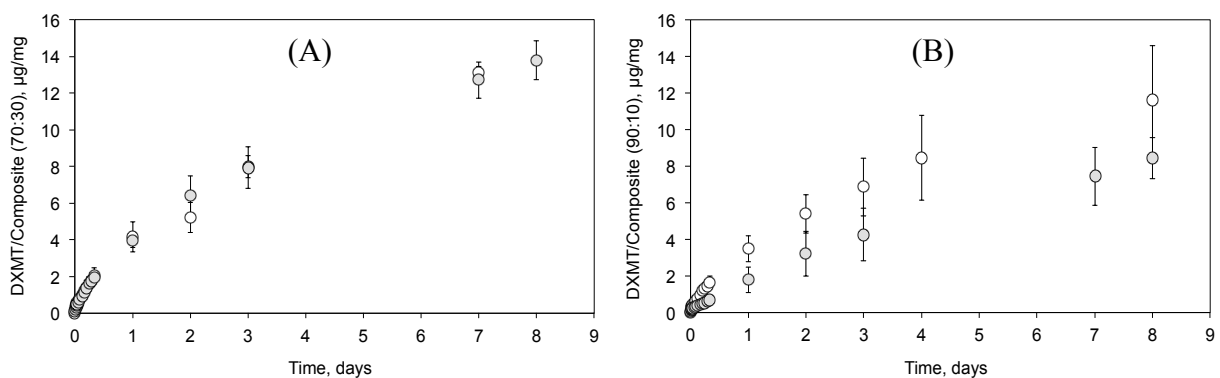 (A)
DXMT/Composite (70:30), µg/mg
16
14
12
10
8
6
4
2
0
0 1 2 3 4 5 6 7 8 9
Time, days
(B)
DXMT/Composite (90:10), µg/mg
16
14
12
10
8
6
4
2
0
0 1 2 3 4 5 6 7 8 9
Time, days